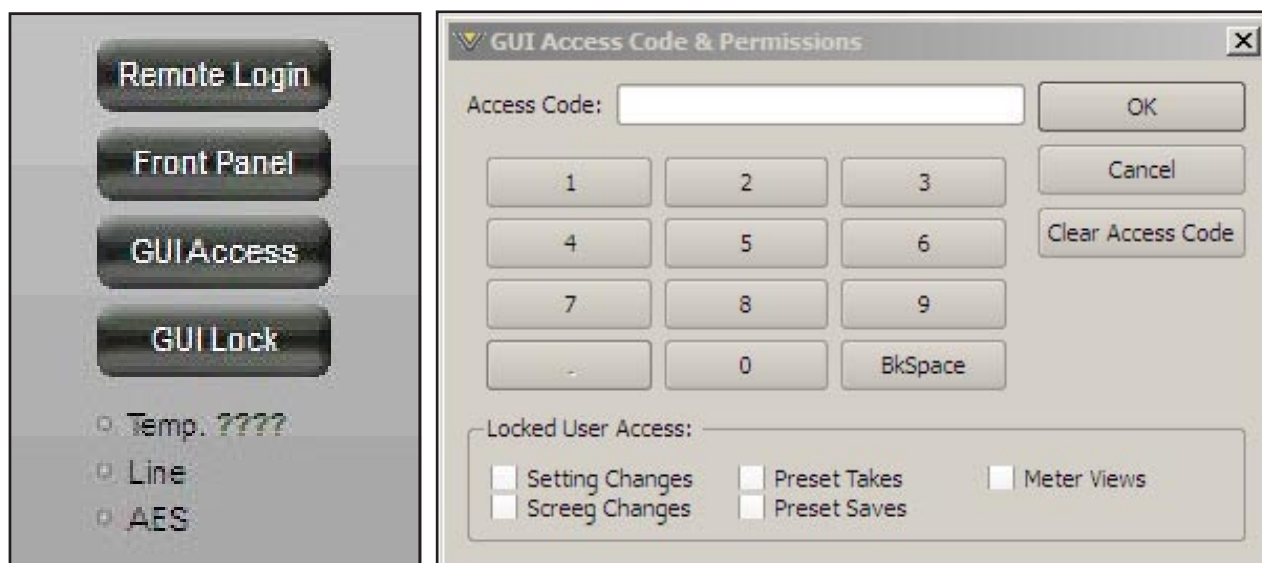 Remote Login
Front Panel
GUI Access
GUI Lock
Temp. ????
Line
AES
GUI Access Code & Permissions
Access Code:
OK
1 2 3
Cancel
4 5 6
Clear Access Code
7 8 9
. 0 BkSpace
Locked User Access:
Setting Changes Preset Takes Meter Views
Screeg Changes Preset Saves